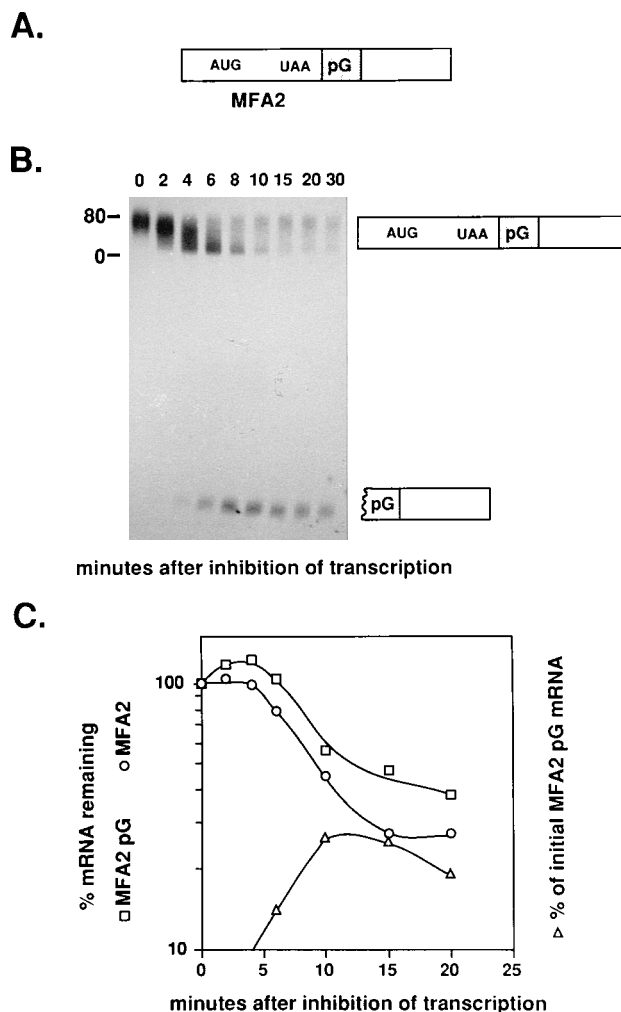 A.
AUG UAA pG
MFA2
B.
0 2 4 6 8 10 15 20 30
80
0
AUG UAA pG
pG
minutes after inhibition of transcription
C.
% mRNA remaining
□ MFA2 pG ○ MFA2
100
10
0 5 10 15 20 25
minutes after inhibition of transcription
△ % of initial MFA2 pG mRNA